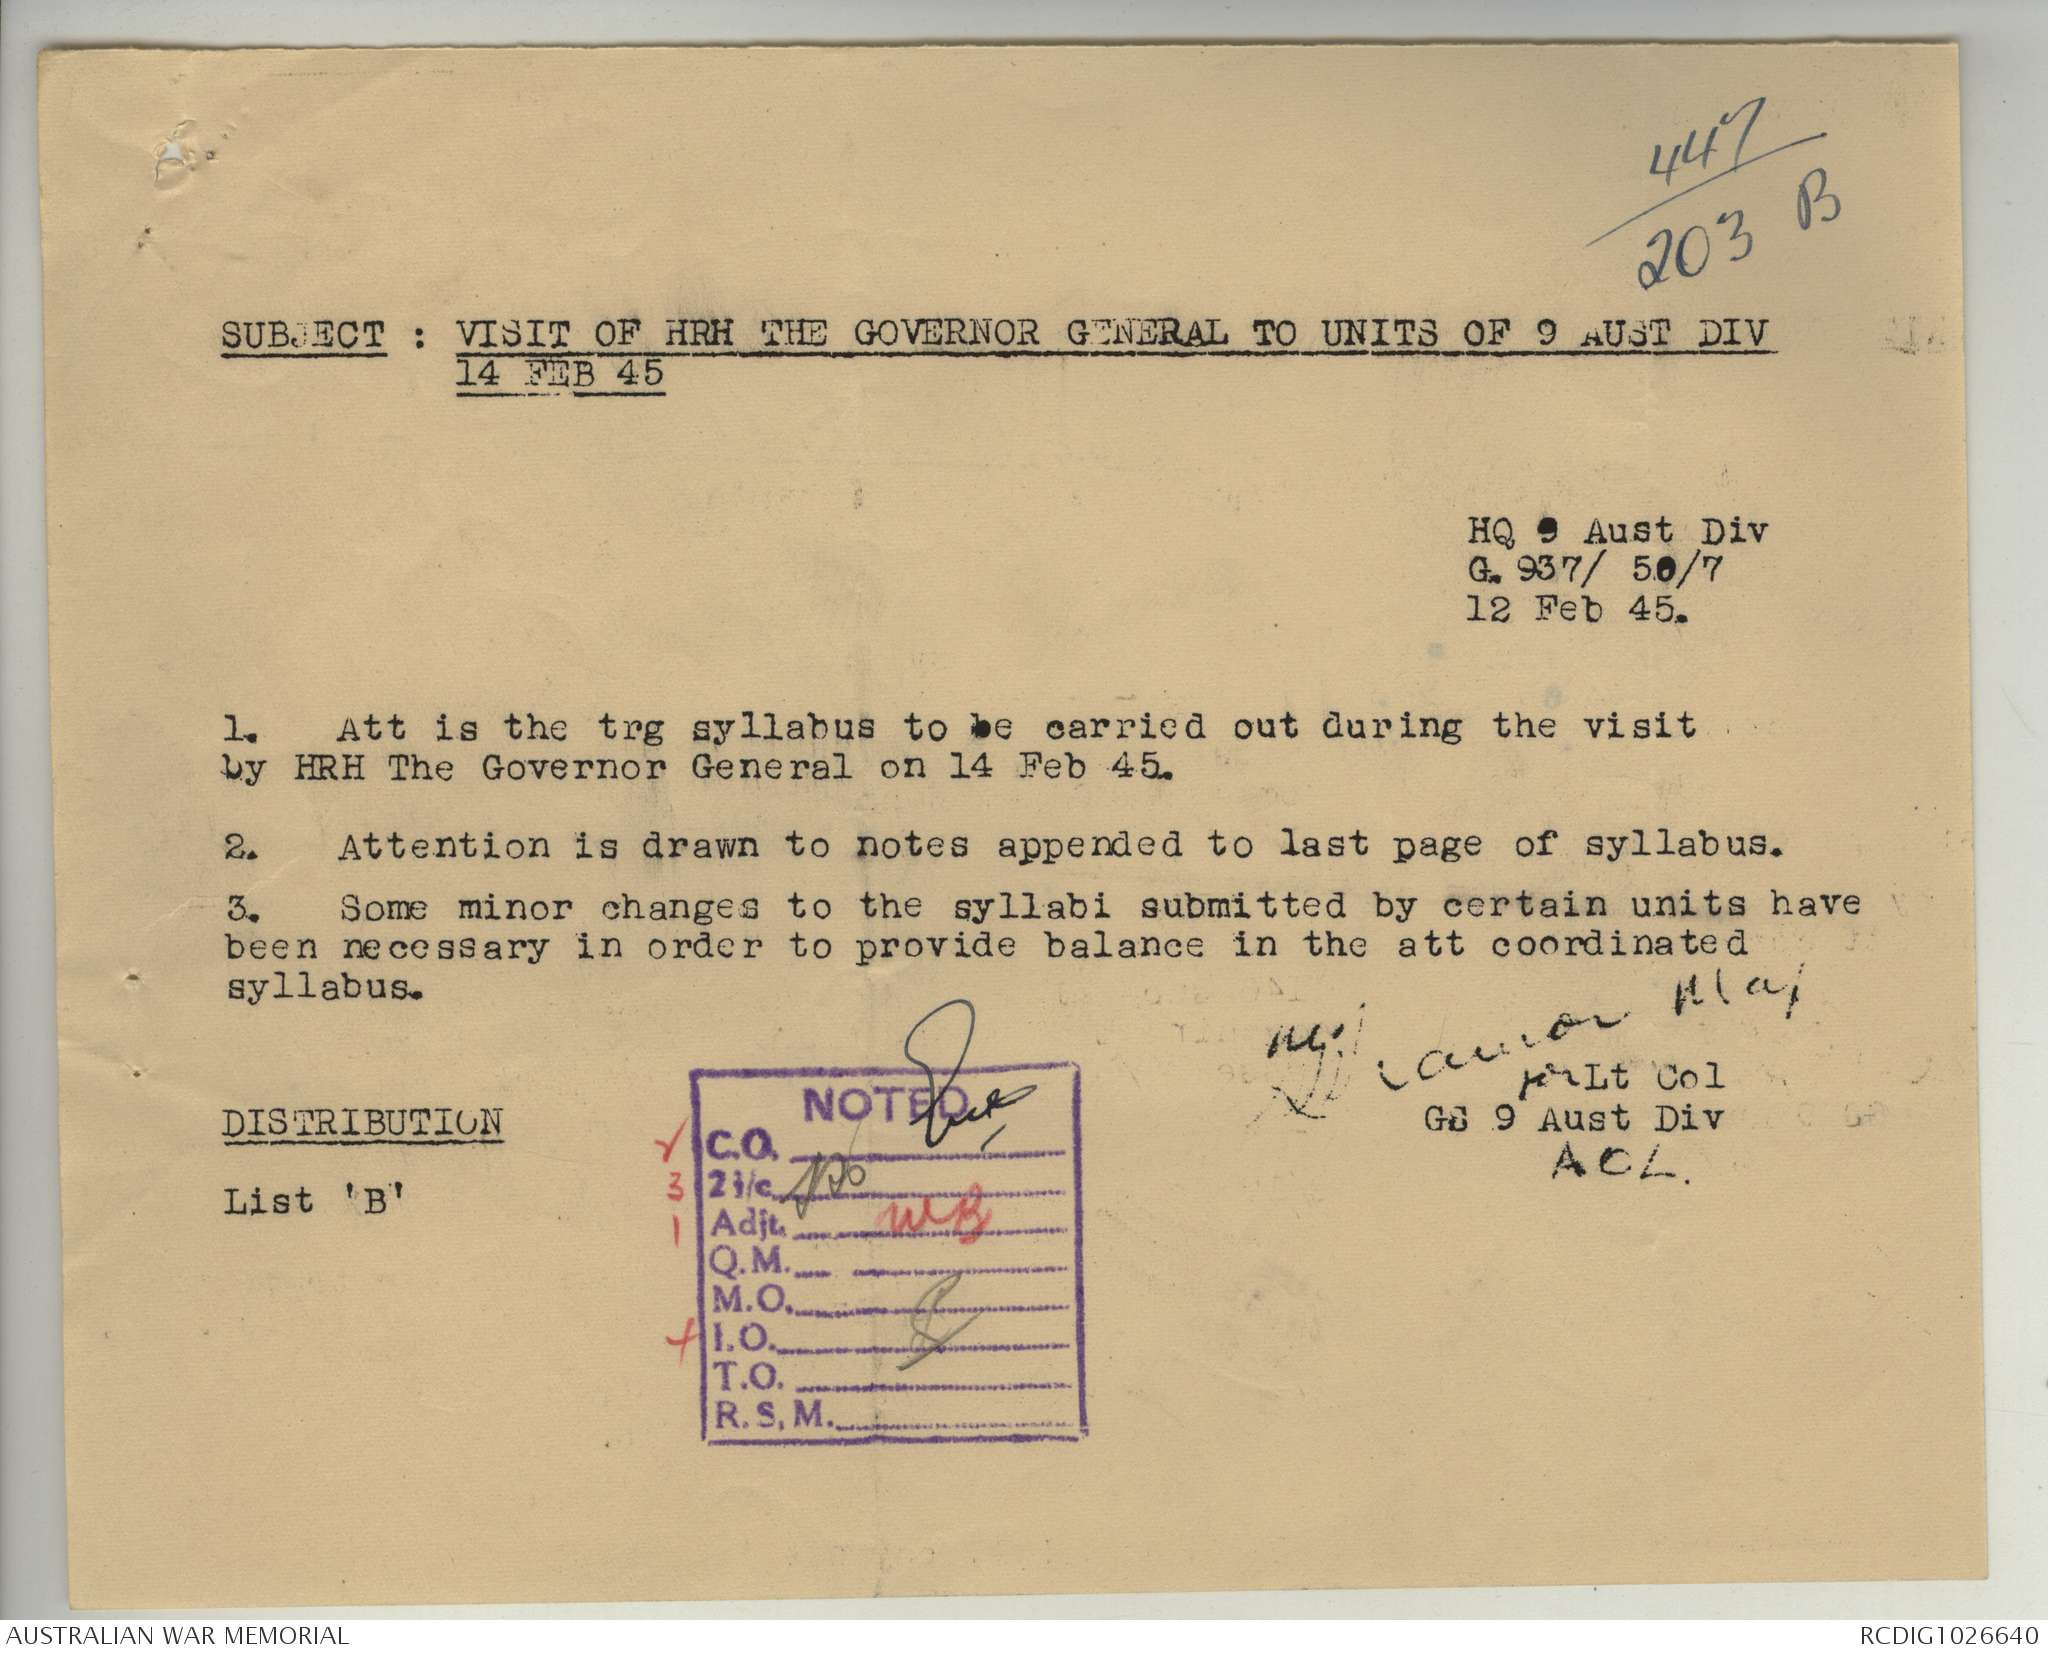 447
203 B
SUBJECT : VISIT OF HRH THE GOVERNOR GENERAL TO UNITS OF 9 AUST DIV
14 FEB 45
HQ 9 Aust Div
G. 937/ 50/7
12 Feb 45.
1. Att is the trg syllabus to be carried out during the visit
by HRH The Governor General on 14 Feb 45.
2. Attention is drawn to notes appended to last page of syllabus.
3. Some minor changes to the syllabi submitted by certain units have
been necessary in order to provide balance in the att coordinated
syllabus.
Maj
for Lt Col
GS 9 Aust Div
ACL.
DISTRIBUTION
List 'B'
NOTED
C.O.
3 2 i/c
1 Adjt. WB
Q.M.
M.O.
I.O.
T.O.
R.S.M.
AUSTRALIAN WAR MEMORIAL
RCDIG1026640